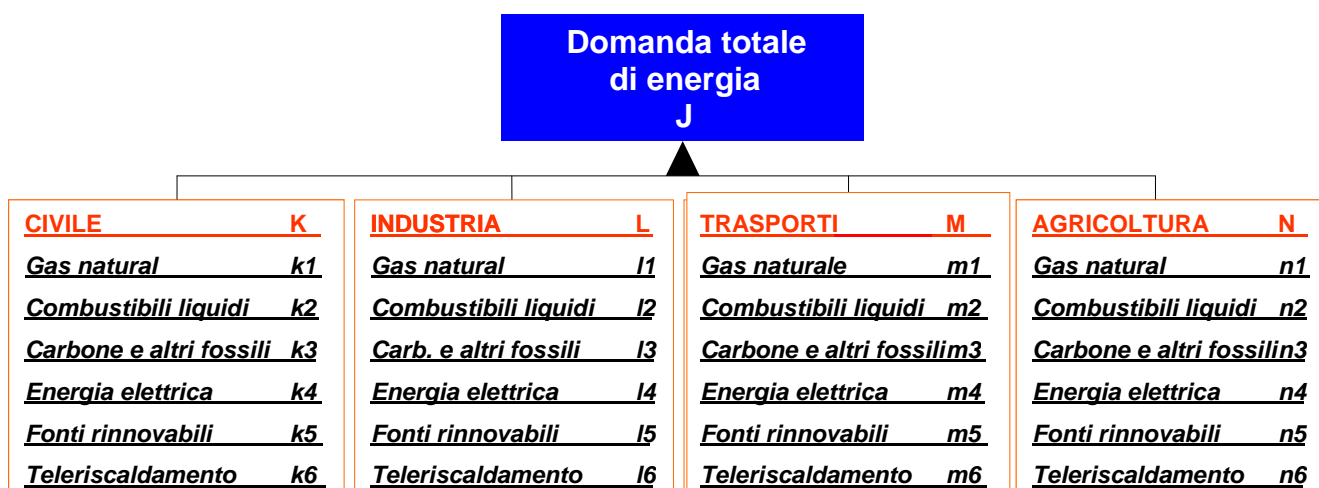 Domanda totale
di energia
J
CIVILE K
Gas natural k1
Combustibili liquidi k2
Carbone e altri fossili k3
Energia elettrica k4
Fonti rinnovabili k5
Teleriscaldamento k6
INDUSTRIA L
Gas natural l1
Combustibili liquidi l2
Carb. e altri fossili l3
Energia elettrica l4
Fonti rinnovabili l5
Teleriscaldamento l6
TRASPORTI M
Gas naturale m1
Combustibili liquidi m2
Carbone e altri fossili m3
Energia elettrica m4
Fonti rinnovabili m5
Teleriscaldamento m6
AGRICOLTURA N
Gas natural n1
Combustibili liquidi n2
Carbone e altri fossili n3
Energia elettrica n4
Fonti rinnovabili n5
Teleriscaldamento n6